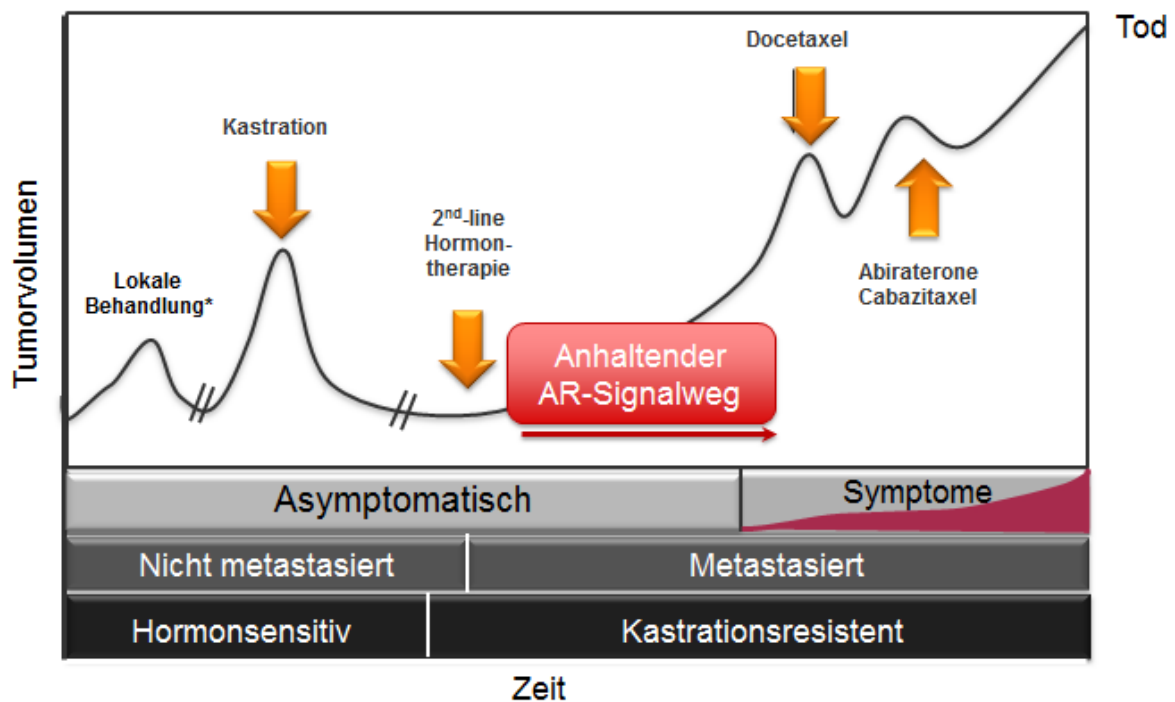 Tod
Docetaxel
Kastration
2nd-line
Hormon-
therapie
Lokale
Behandlung*
Abiraterone
Cabazitaxel
Tumorvolumen
Anhaltender
AR-Signalweg
Asymptomatisch
Symptome
Nicht metastasiert
Metastasiert
Hormonsensitiv
Kastrationsresistent
Zeit